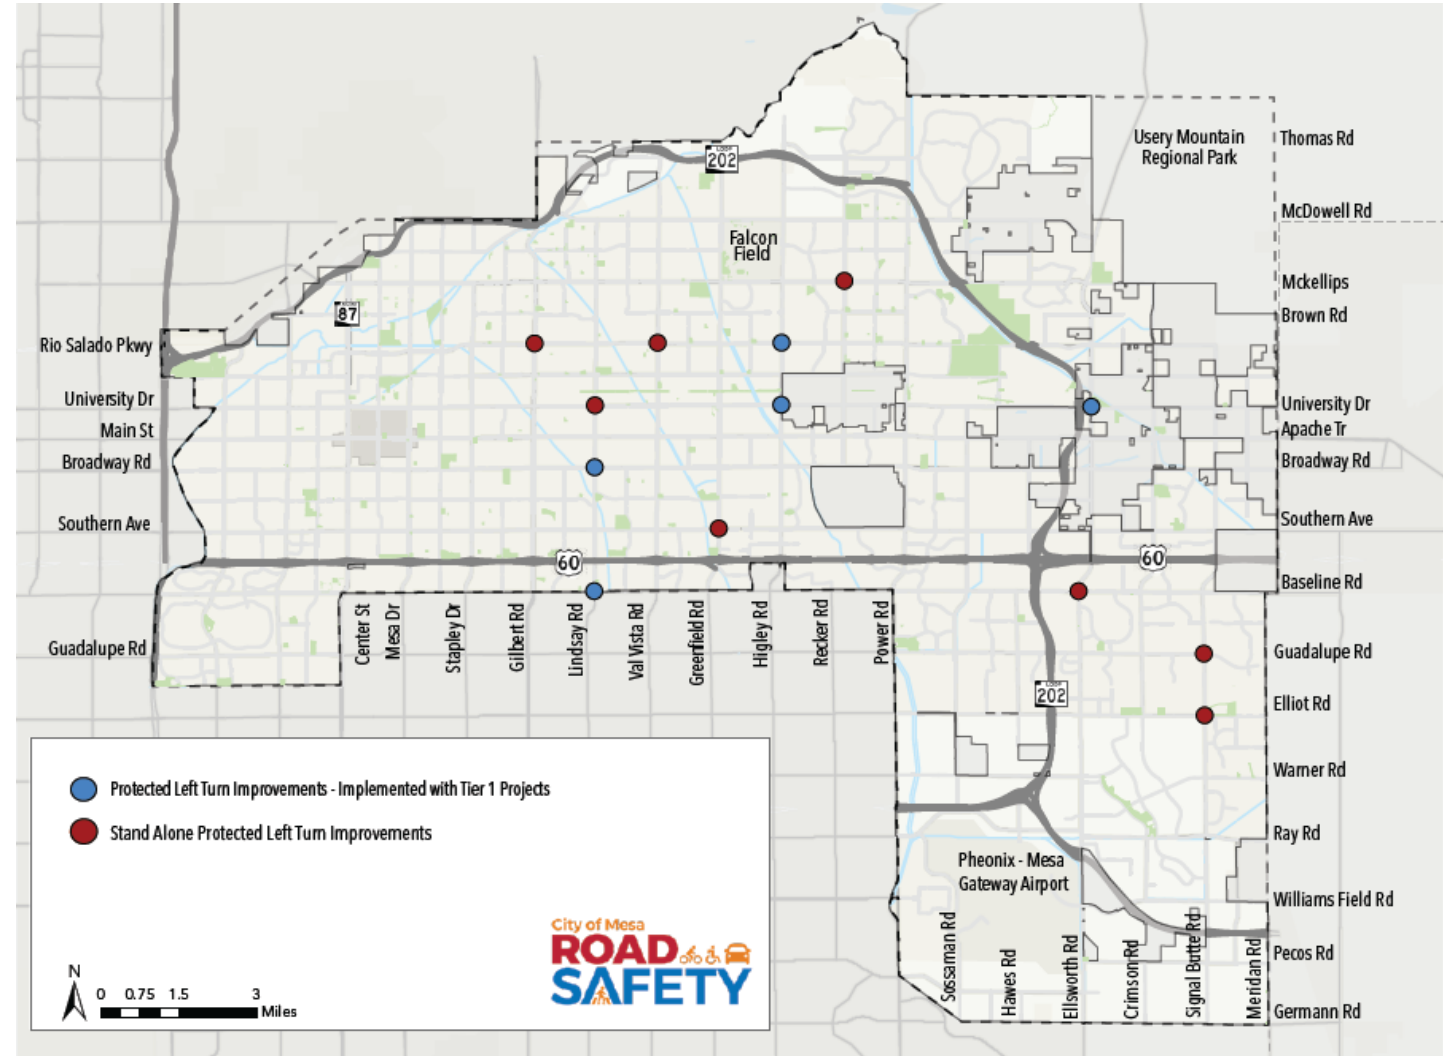 Usery Mountain
Regional Park
Thomas Rd
LOOP
202
McDowell Rd
Falcon
Field
Mckellips
87
Brown Rd
Rio Salado Pkwy
University Dr
University Dr
Main St
Apache Tr
Broadway Rd
Broadway Rd
Southern Ave
Southern Ave
60
60
Baseline Rd
Guadalupe Rd
Center St
Mesa Dr
Stapley Dr
Gilbert Rd
Lindsay Rd
Val Vista Rd
Greenfield Rd
Higley Rd
Recker Rd
Power Rd
Guadalupe Rd
LOOP
202
Elliot Rd
Warner Rd
Ray Rd
Pheonix - Mesa
Gateway Airport
Williams Field Rd
Sossaman Rd
Hawes Rd
Ellsworth Rd
Crimson Rd
Signal Butte Rd
Meridan Rd
Pecos Rd
Germann Rd
Protected Left Turn Improvements - Implemented with Tier 1 Projects
Stand Alone Protected Left Turn Improvements
City of Mesa
ROAD
SAFETY
N
0 0.75 1.5 3
Miles